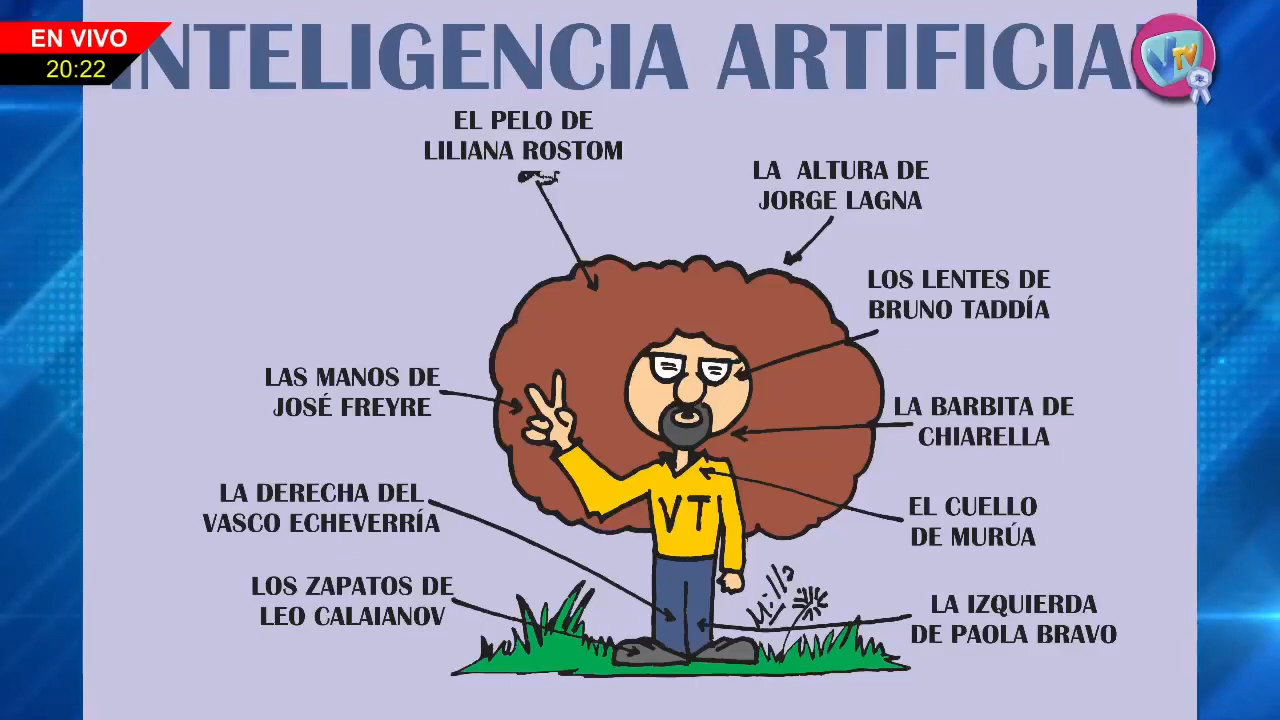 EN VIVO
20:22
INTELIGENCIA ARTIFICIAL
VTV
EL PELO DE
LILIANA ROSTOM
LA ALTURA DE
JORGE LAGNA
LOS LENTES DE
BRUNO TADDÍA
LAS MANOS DE
JOSÉ FREYRE
LA BARBITA DE
CHIARELLA
LA DERECHA DEL
VASCO ECHEVERRÍA
VT
EL CUELLO
DE MURÚA
LOS ZAPATOS DE
LEO CALAIANOV
LA IZQUIERDA
DE PAOLA BRAVO